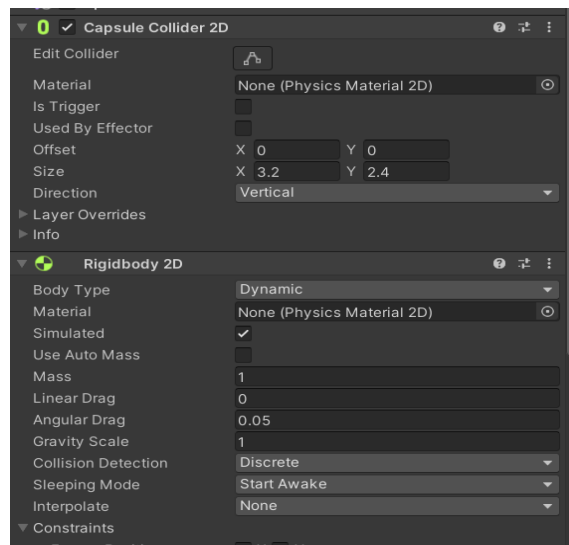 Capsule Collider 2D
Edit Collider
Material None (Physics Material 2D)
Is Trigger
Used By Effector
Offset X 0 Y 0
Size X 3.2 Y 2.4
Direction Vertical
Layer Overrides
Info
Rigidbody 2D
Body Type Dynamic
Material None (Physics Material 2D)
Simulated
Use Auto Mass
Mass 1
Linear Drag 0
Angular Drag 0.05
Gravity Scale 1
Collision Detection Discrete
Sleeping Mode Start Awake
Interpolate None
Constraints